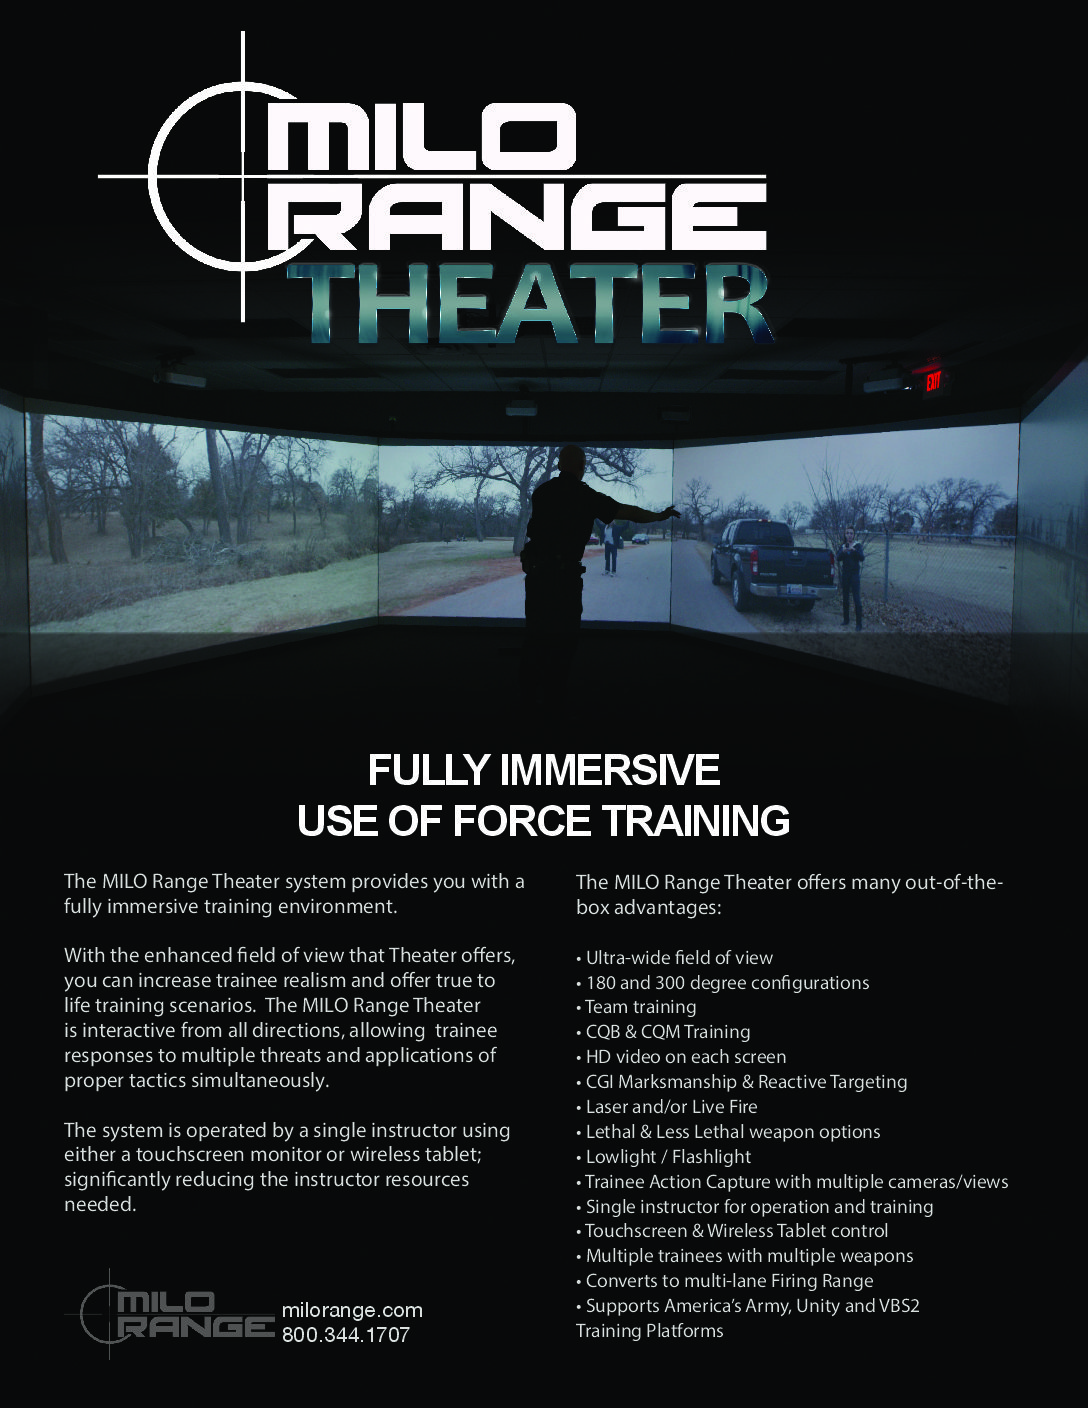 MILO
RANGE
THEATER
EXIT
FULLY IMMERSIVE
USE OF FORCE TRAINING
The MILO Range Theater system provides you with a
fully immersive training environment.
With the enhanced field of view that Theater offers,
you can increase trainee realism and offer true to
life training scenarios.  The MILO Range Theater
is interactive from all directions, allowing  trainee
responses to multiple threats and applications of
proper tactics simultaneously.
The system is operated by a single instructor using
either a touchscreen monitor or wireless tablet;
significantly reducing the instructor resources
needed.
The MILO Range Theater offers many out-of-the-
box advantages:
• Ultra-wide field of view
• 180 and 300 degree configurations
• Team training
• CQB & CQM Training
• HD video on each screen
• CGI Marksmanship & Reactive Targeting
• Laser and/or Live Fire
• Lethal & Less Lethal weapon options
• Lowlight / Flashlight
• Trainee Action Capture with multiple cameras/views
• Single instructor for operation and training
• Touchscreen & Wireless Tablet control
• Multiple trainees with multiple weapons
• Converts to multi-lane Firing Range
• Supports America's Army, Unity and VBS2
Training Platforms
MILO
RANGE
milorange.com
800.344.1707